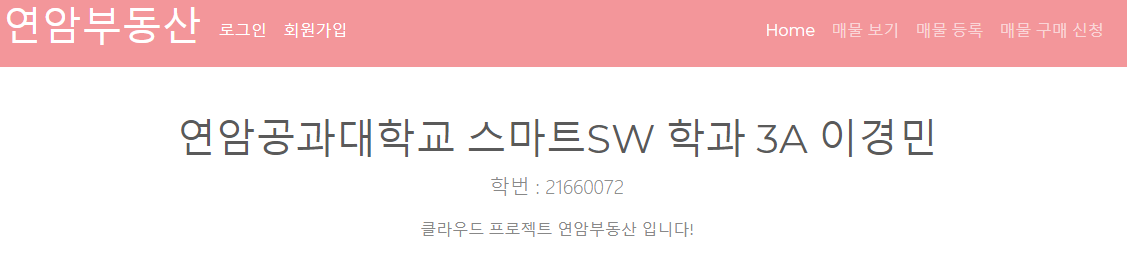 연암부동산 로그인 회원가입 Home 매물 보기 매물 등록 매물 구매 신청
연암공과대학교 스마트SW 학과 3A 이경민
학번 : 21660072
클라우드 프로젝트 연암부동산 입니다!